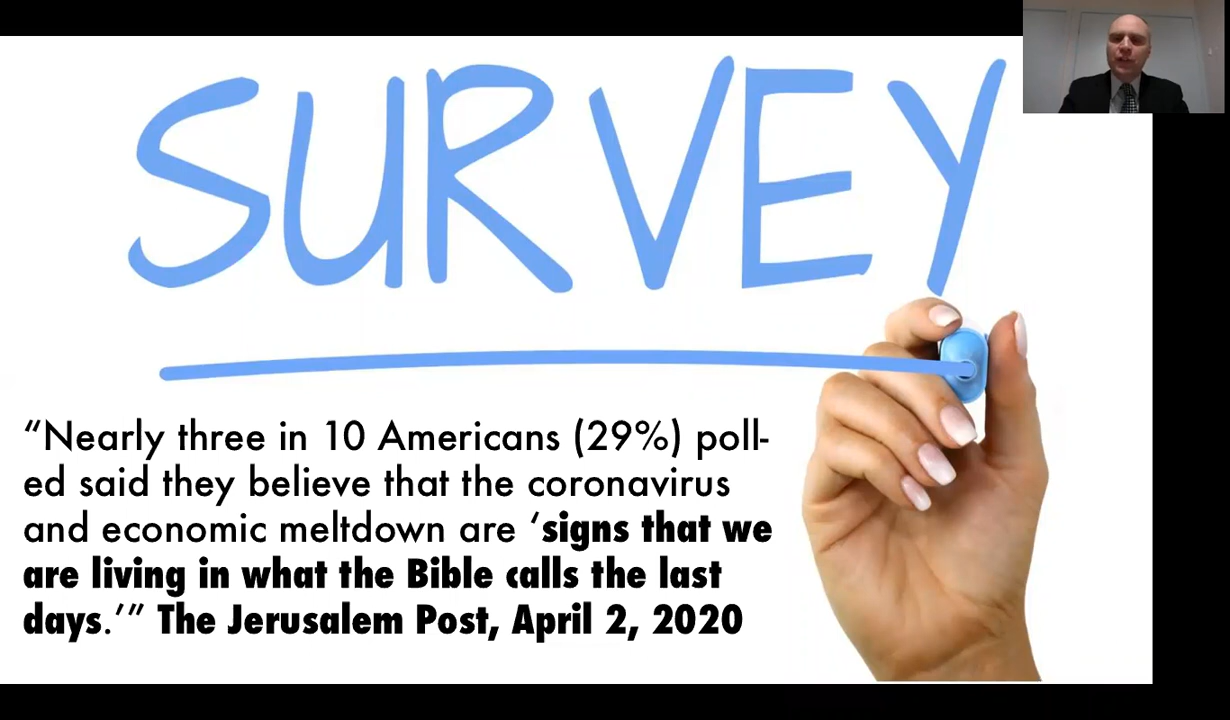 SURVEY
“Nearly three in 10 Americans (29%) poll-
ed said they believe that the coronavirus
and economic meltdown are ‘signs that we
are living in what the Bible calls the last
days.’” The Jerusalem Post, April 2, 2020